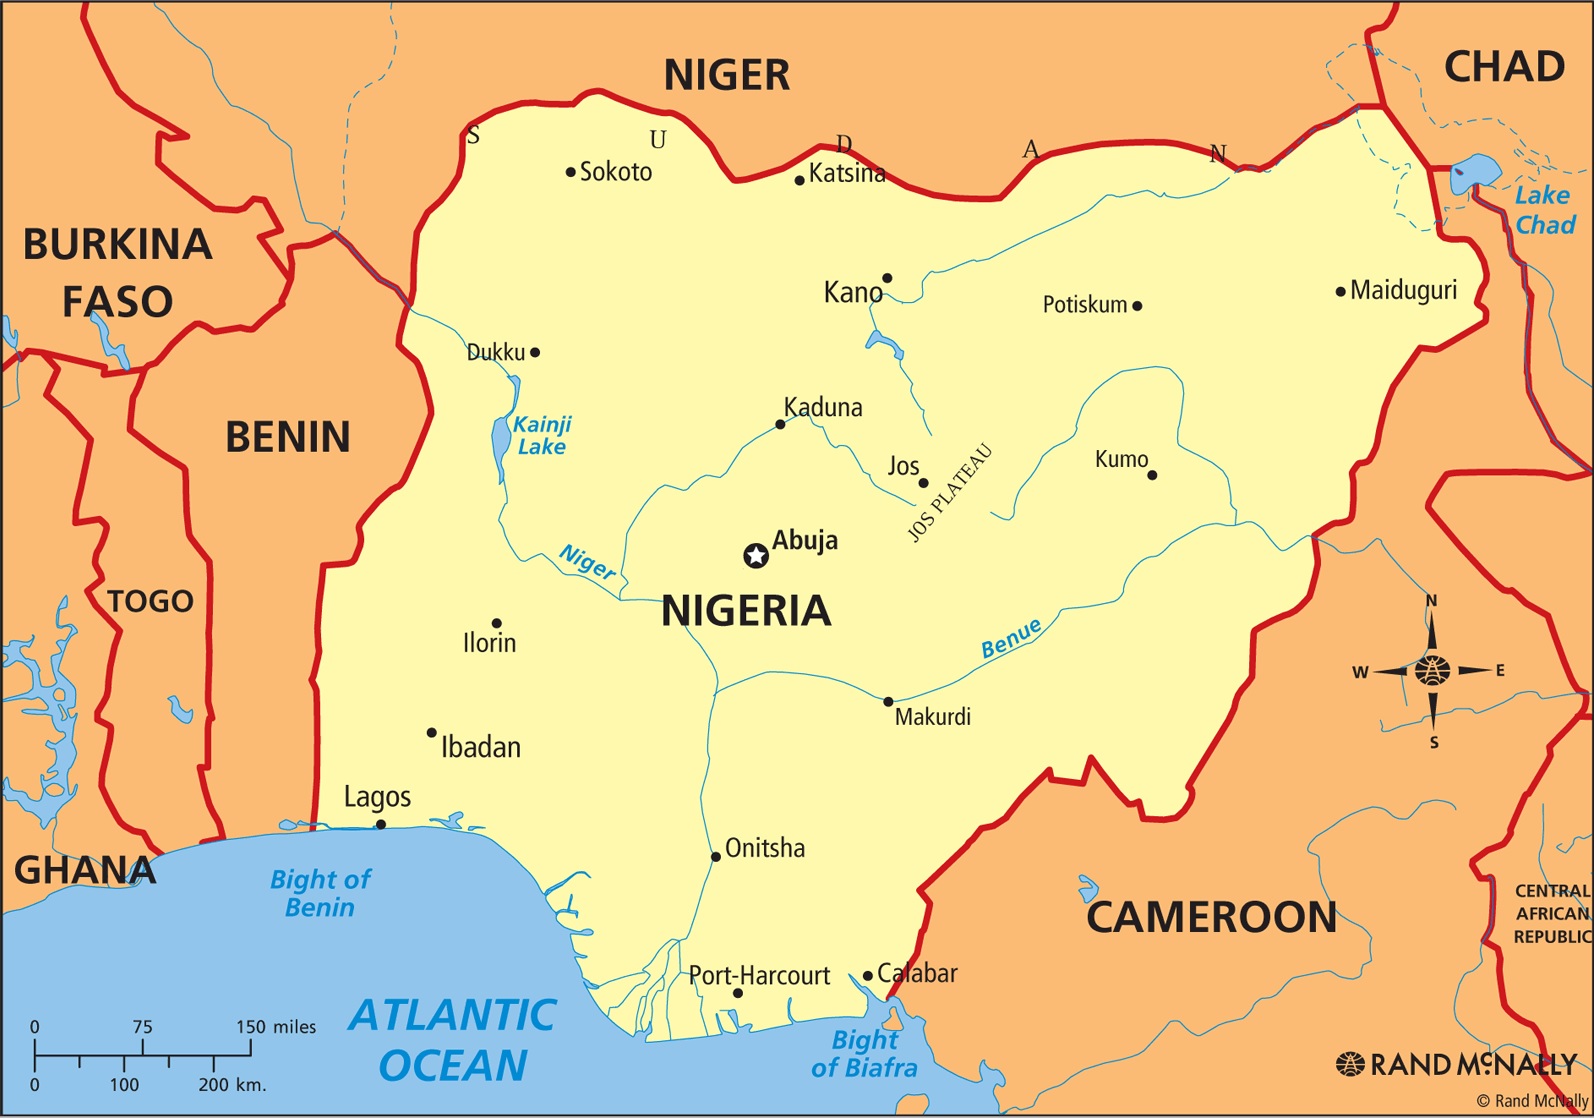 NIGER
CHAD
S U D A N
Sokoto
Katsina
Lake
Chad
BURKINA
FASO
Kano
Potiskum
Maiduguri
Dukku
Kainji
Lake
Kaduna
BENIN
Jos
JOS PLATEAU
Kumo
Abuja
Niger
NIGERIA
TOGO
Benue
Ilorin
N
W
E
S
Makurdi
Ibadan
Lagos
Onitsha
GHANA
Bight of
Benin
CAMEROON
CENTRAL
AFRICAN
REPUBLIC
Port-Harcourt
Calabar
ATLANTIC
OCEAN
Bight
of Biafra
0 75 150 miles
0 100 200 km.
RAND McNALLY
© Rand McNally